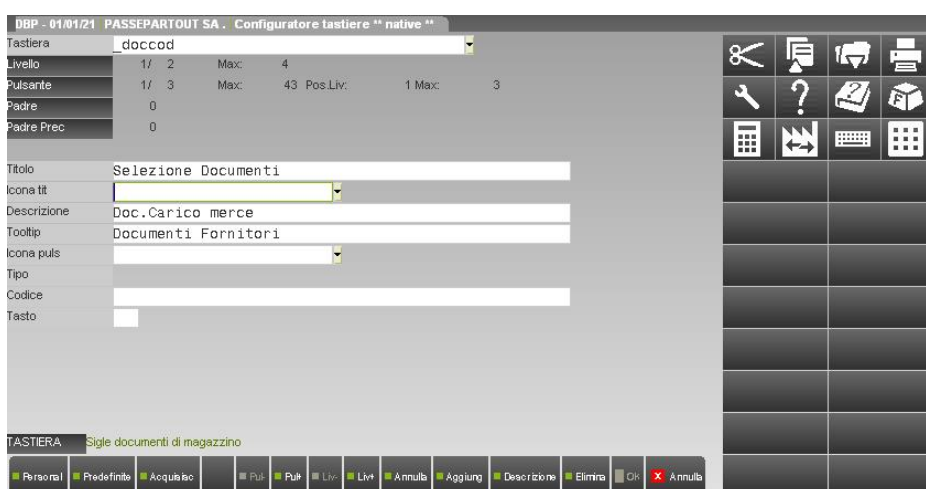 DBP - 01/01/21 PASSEPARTOUT SA . Configuratore tastiere ** native **
Tastiera _doccod
Livello 1/ 2 Max: 4
Pulsante 1/ 3 Max: 43 Pos.Liv: 1 Max: 3
Padre 0
Padre Prec 0
Titolo Selezione Documenti
Icona tit
Descrizione Doc.Carico merce
Tooltip Documenti Fornitori
Icona puls
Tipo
Codice
Tasto
TASTIERA Sigle documenti di magazzino
Personal Predefinite Acquisisc Pul- Pul+ Liv- Liv+ Annulla Aggiung Descrizione Elimina Ok X Annulla